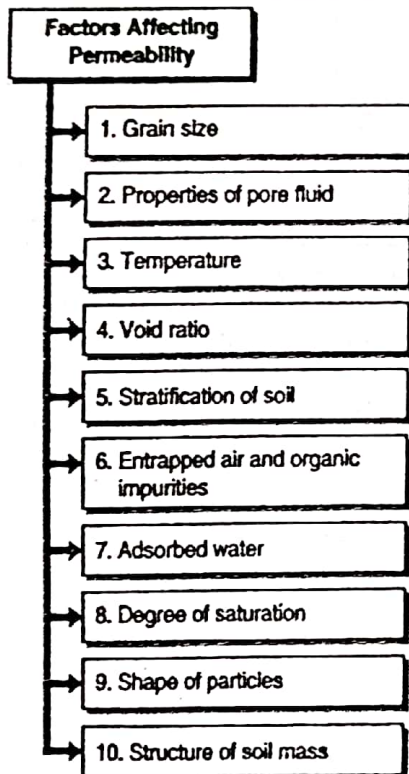 Factors Affecting
Permeability
1. Grain size
2. Properties of pore fluid
3. Temperature
4. Void ratio
5. Stratification of soil
6. Entrapped air and organic
impurities
7. Adsorbed water
8. Degree of saturation
9. Shape of particles
10. Structure of soil mass